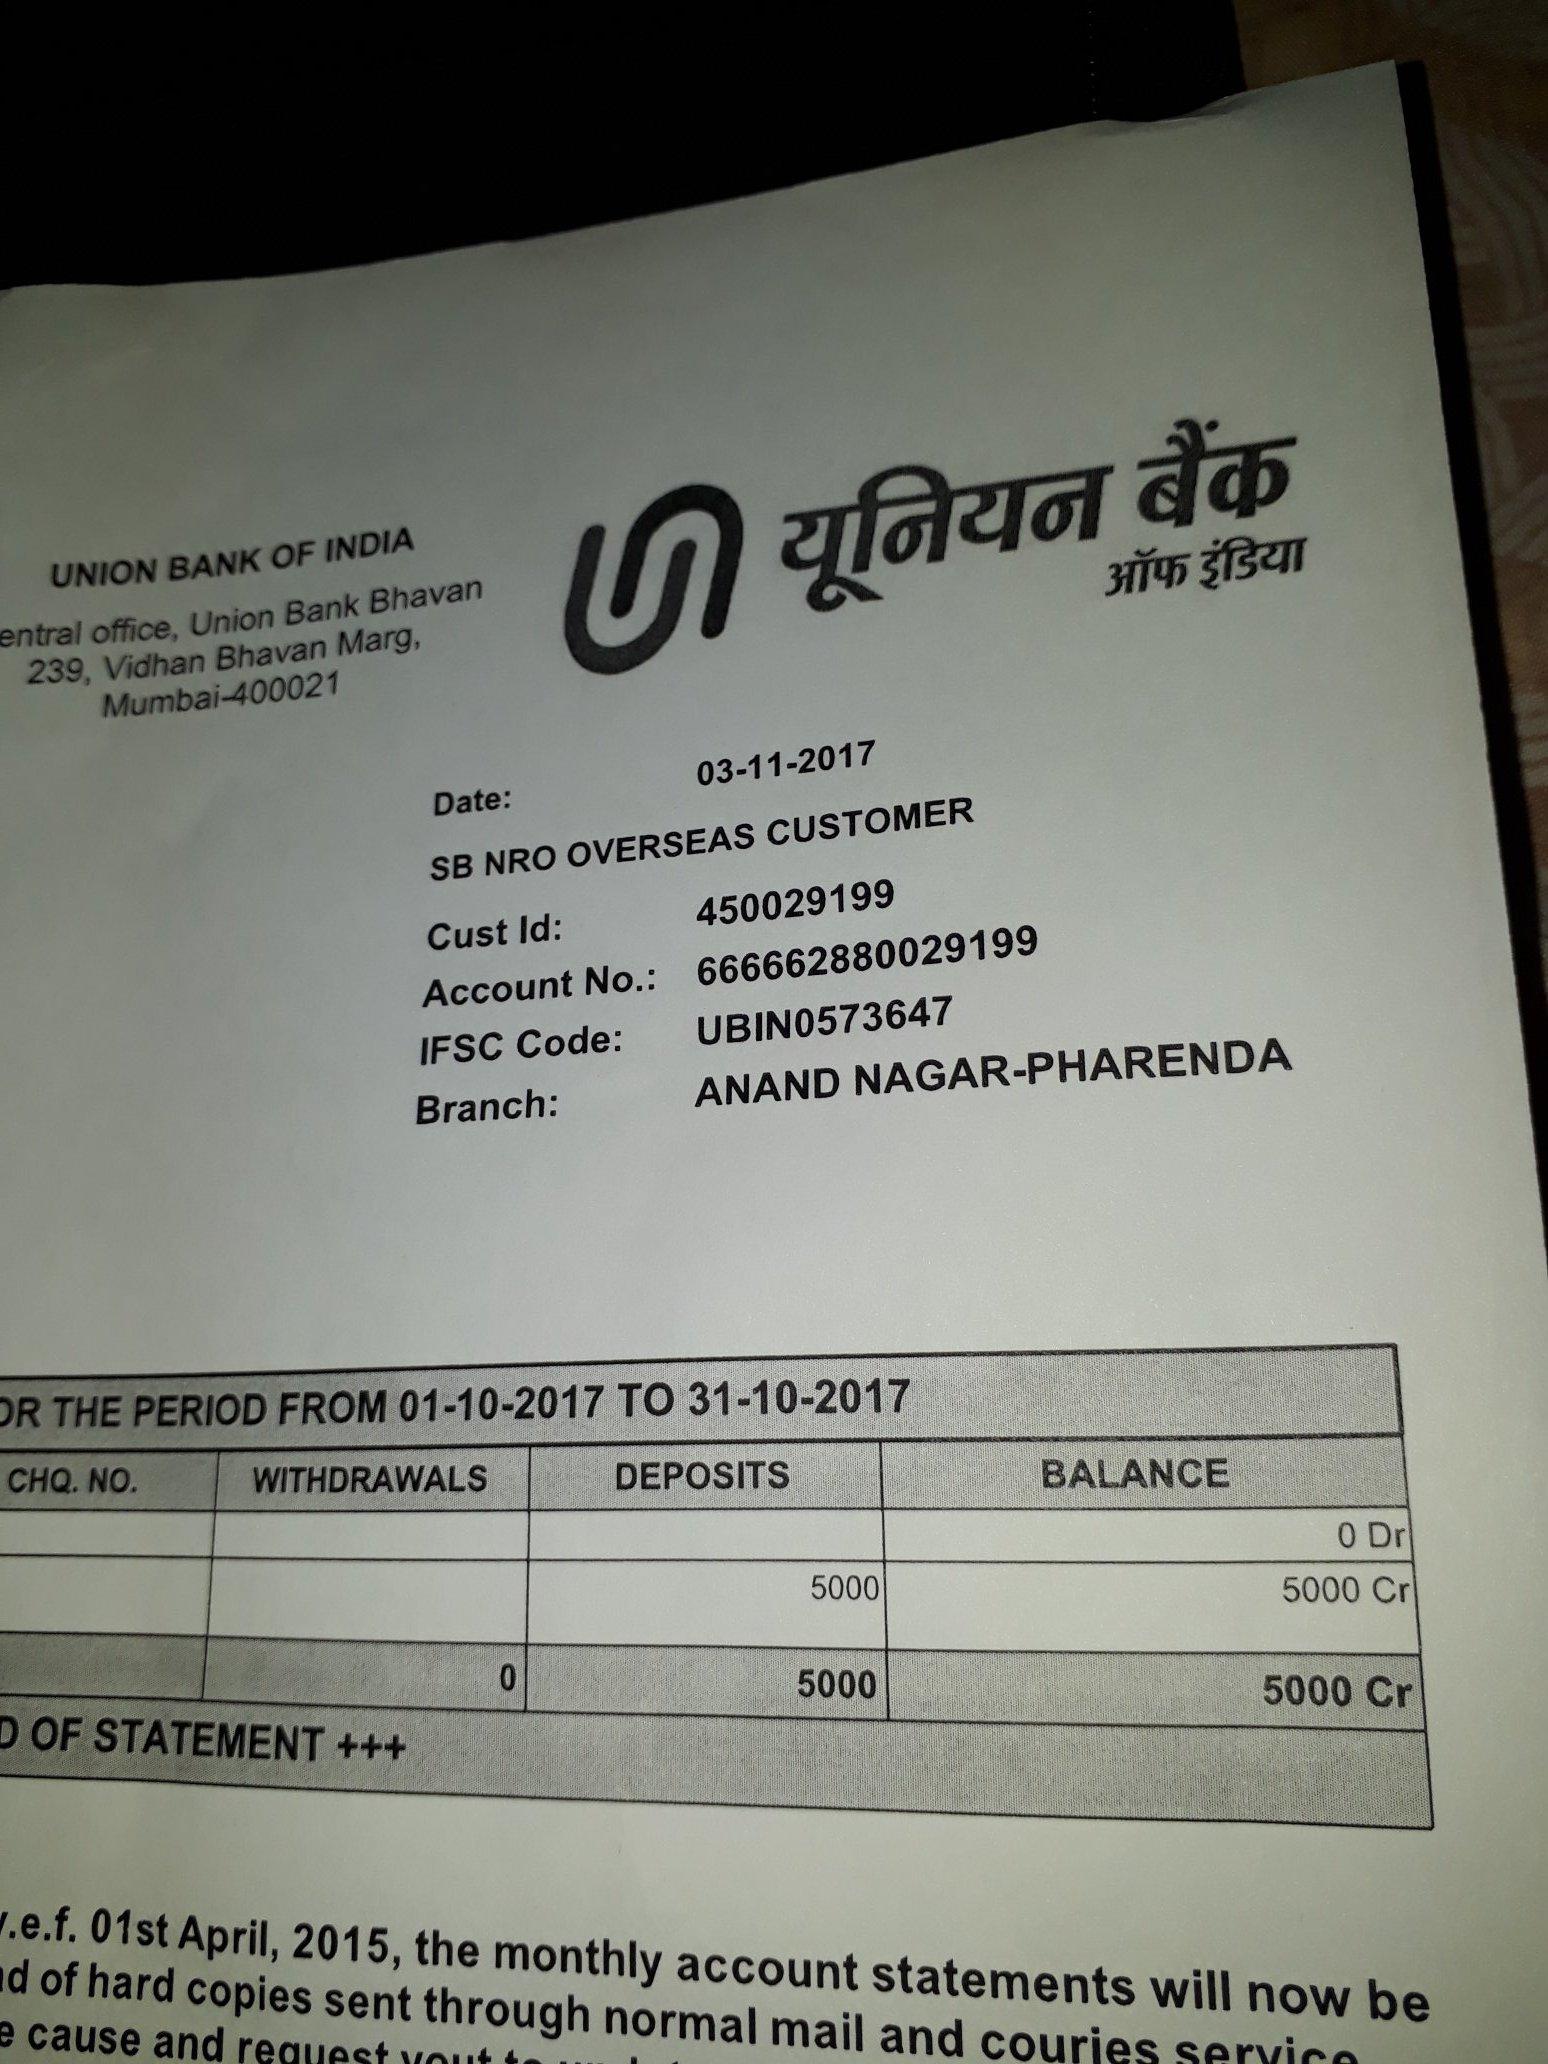 यूनियन बैंक
ऑफ इंडिया
UNION BANK OF INDIA
entral office, Union Bank Bhavan
239, Vidhan Bhavan Marg,
Mumbai-400021
Date: 03-11-2017
SB NRO OVERSEAS CUSTOMER
Cust Id: 450029199
Account No.: 666662880029199
IFSC Code: UBIN0573647
Branch: ANAND NAGAR-PHARENDA
OR THE PERIOD FROM 01-10-2017 TO 31-10-2017
CHQ. NO. WITHDRAWALS DEPOSITS BALANCE
0 Dr
5000 5000 Cr
0 5000 5000 Cr
D OF STATEMENT +++
.e.f. 01st April, 2015, the monthly account statements will now be
d of hard copies sent through normal mail and couries service
e cause and request yout to